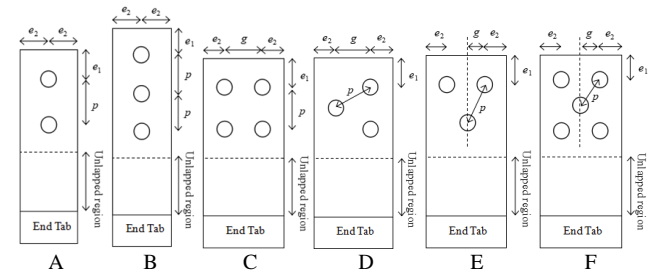 e2 e2
e1
p
Unlapped region
End Tab
A
e2 e2
e1
p
p
Unlapped region
End Tab
B
e2 g e2
e1
p
Unlapped region
End Tab
C
e2 g e2
e1
p
Unlapped region
End Tab
D
e2 g e2
e1
p
Unlapped region
End Tab
E
e2 g e2
e1
p
Unlapped region
End Tab
F